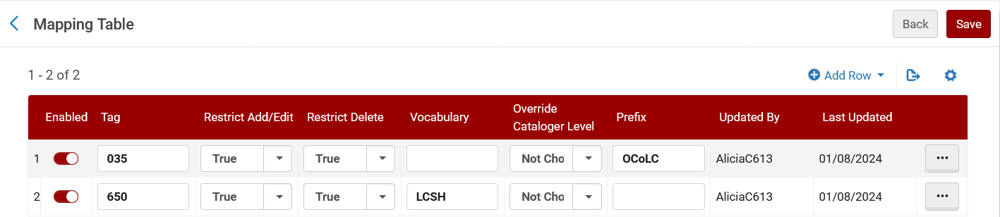 Mapping Table
Back
Save
1 - 2 of 2
Add Row
Enabled Tag Restrict Add/Edit Restrict Delete Vocabulary Override Cataloger Level Prefix Updated By Last Updated
1 035 True True Not Cho OCoLC AliciaC613 01/08/2024
2 650 True True LCSH Not Cho AliciaC613 01/08/2024